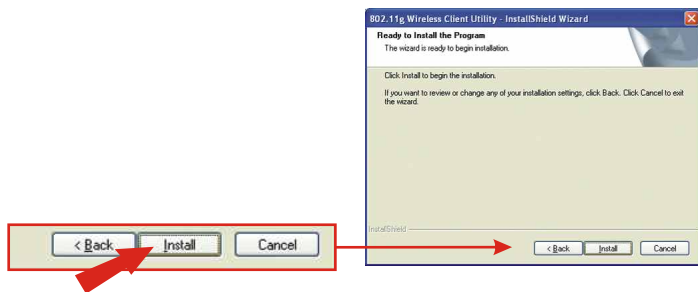 802.11g Wireless Client Utility - InstallShield Wizard
Ready to Install the Program
The wizard is ready to begin installation.
Click Install to begin the installation.
If you want to review or change any of your installation settings, click Back. Click Cancel to exit
the wizard.
InstallShield
< Back Install Cancel
< Back Install Cancel